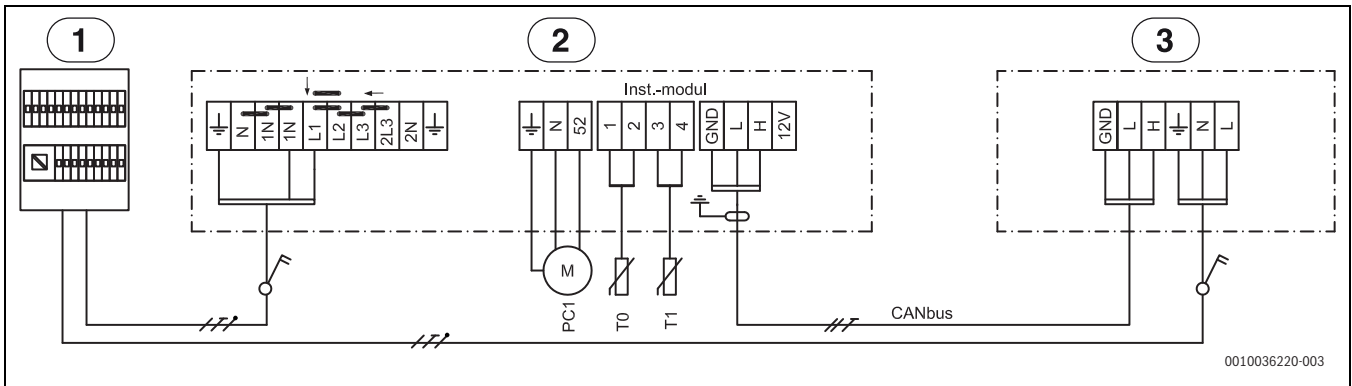 1
2
3
Inst.-modul
N
1N
1N
L1
L2
L3
2L3
2N
N
52
1
2
3
4
GND
L
H
12V
GND
L
H
N
L
M
PC1
T0
T1
CANbus
0010036220-003